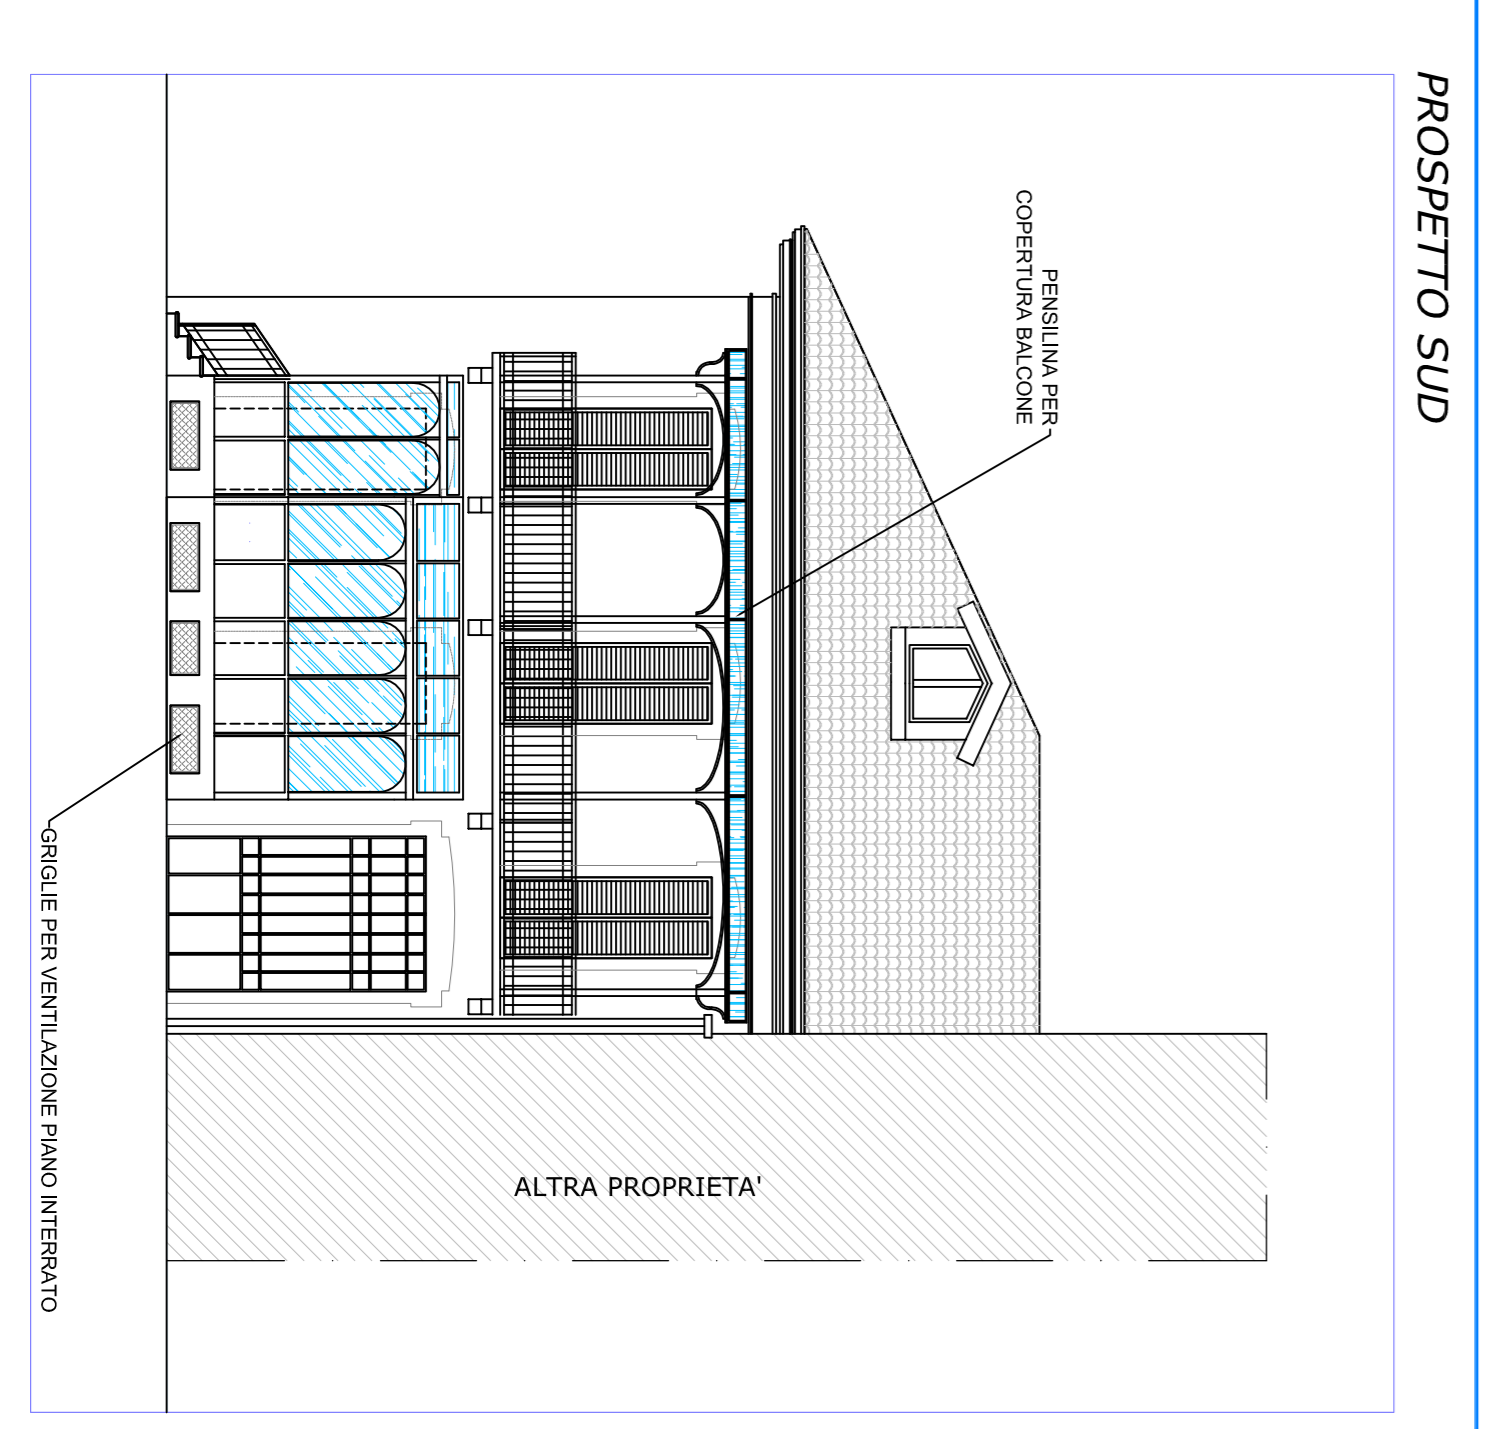 PROSPETTO SUD
PENSILINA PER
COPERTURA BALCONE
ALTRA PROPRIETA'
GRIGLIE PER VENTILAZIONE PIANO INTERRATO